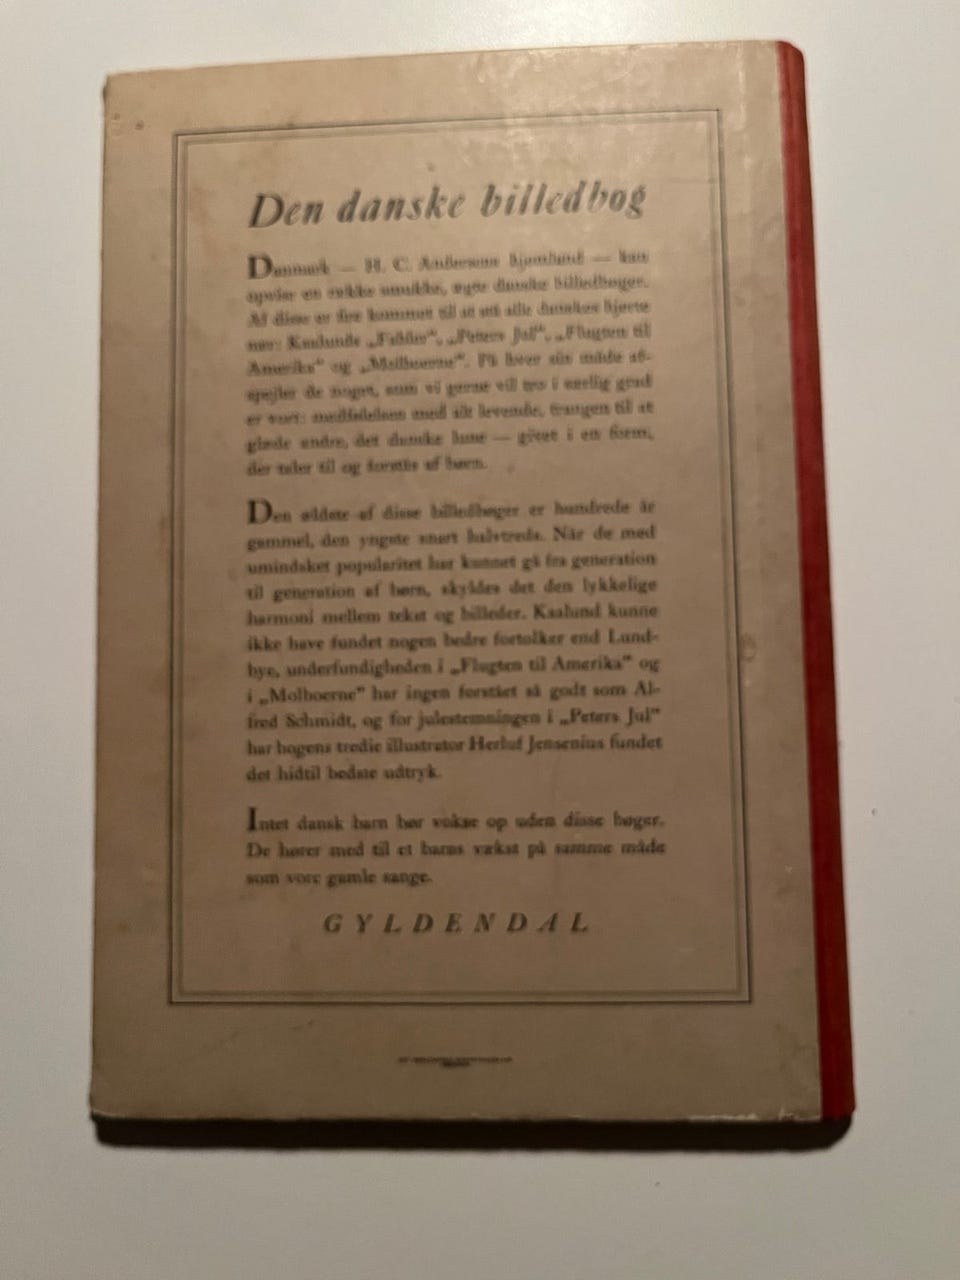 Den danske billedbog
Danmark — H. C. Andersens hjemland — kan
opvise en række smukke, ægte danske billedbøger.
Af disse er fire kommet til at stå alle danskes hjerte
nær: Kaalunds „Fabler“, „Peters Jul“, „Flugten til
Amerika“ og „Molboerne“. På hver sin måde af-
spejler de noget, som vi gerne vil tro i særlig grad
er vort: medfølelsen med alt levende, trangen til at
glæde andre, det danske lune — givet i en form,
der taler til og forstås af børn.
Den ældste af disse billedbøger er hundrede år
gammel, den yngste snart halvtreds. Når de med
umindsket popularitet har kunnet gå fra generation
til generation af børn, skyldes det den lykkelige
harmoni mellem tekst og billeder. Kaalund kunne
ikke have fundet nogen bedre fortolker end Lund-
bye, underfundigheden i „Flugten til Amerika“ og
i „Molboerne“ har ingen forstået så godt som Al-
fred Schmidt, og for julestemningen i „Peters Jul“
har bogens tredie illustrator Herluf Jensenius fundet
det hidtil bedste udtryk.
Intet dansk barn bør vokse op uden disse bøger.
De hører med til et barns vækst på samme måde
som vore gamle sange.
GYLDENDAL